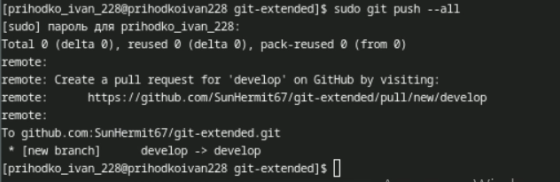 [prihodko_ivan_228@prihodkoivan228 git-extended]$ sudo git push --all
[sudo] пароль для prihodko_ivan_228:
Total 0 (delta 0), reused 0 (delta 0), pack-reused 0 (from 0)
remote:
remote: Create a pull request for 'develop' on GitHub by visiting:
remote:      https://github.com/SunHermit67/git-extended/pull/new/develop
remote:
To github.com:SunHermit67/git-extended.git
 * [new branch]      develop -> develop
[prihodko_ivan_228@prihodkoivan228 git-extended]$